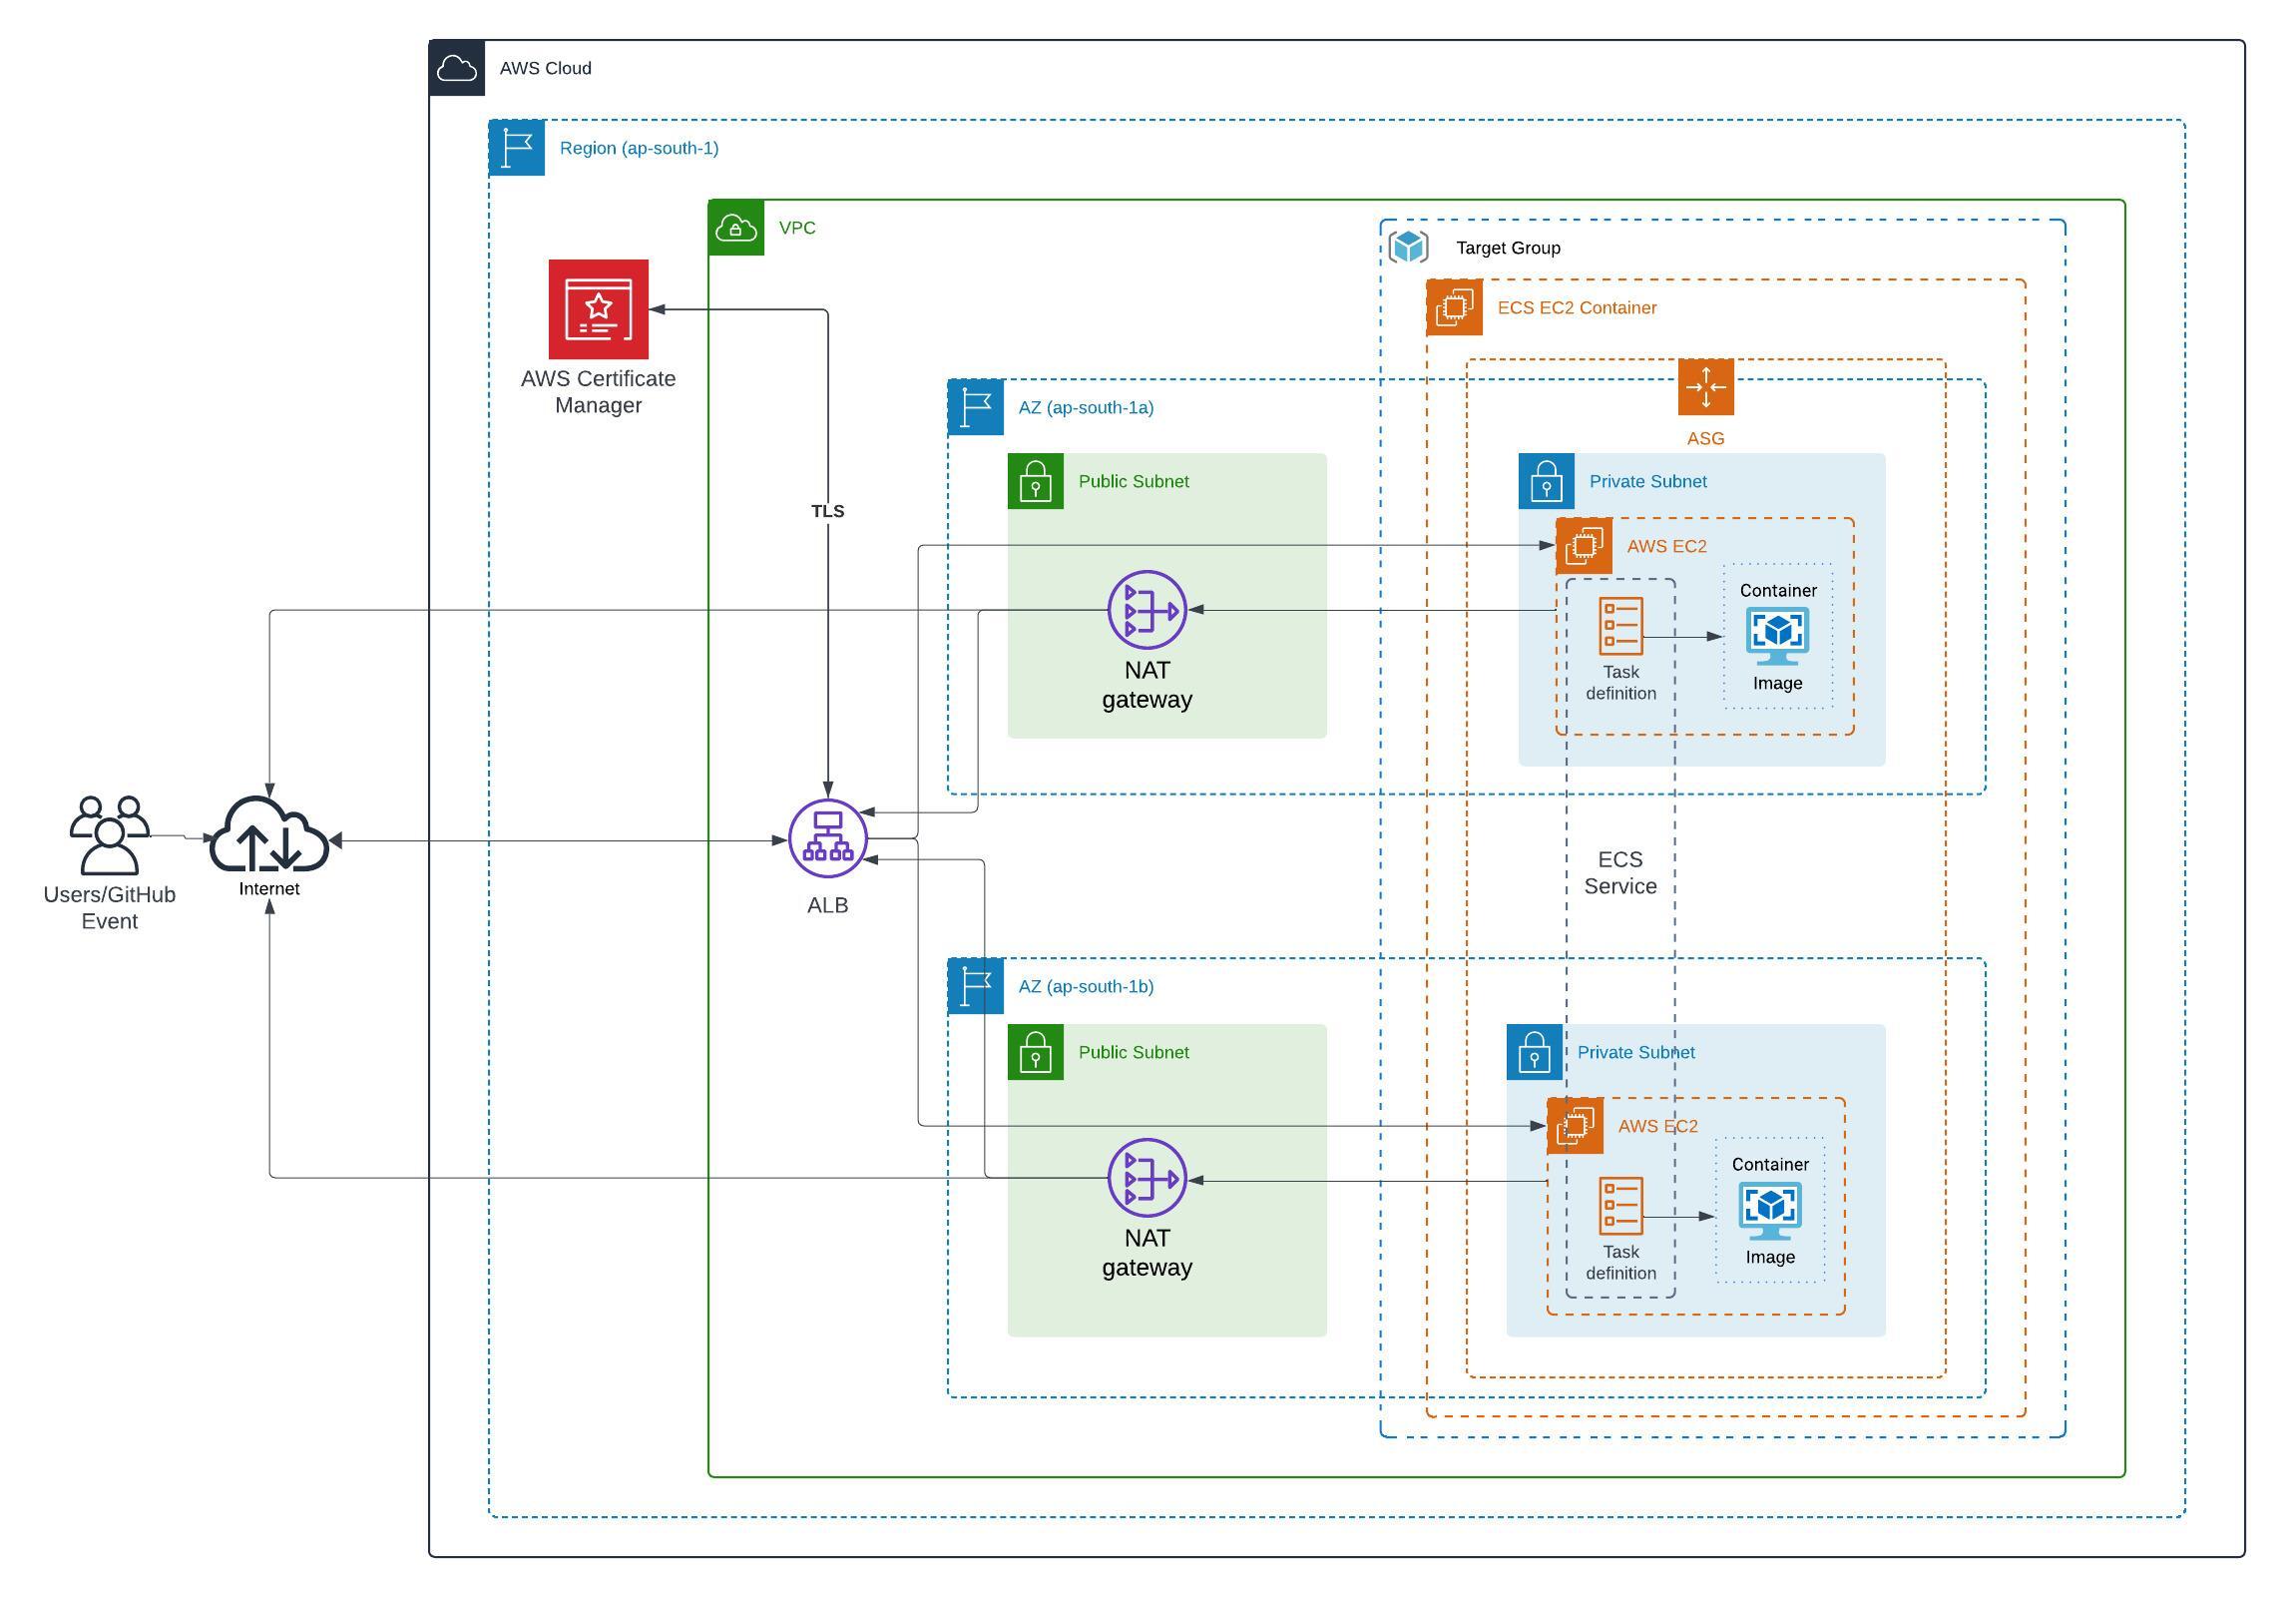 AWS Cloud
Region (ap-south-1)
VPC
Target Group
ECS EC2 Container
AWS Certificate
Manager
AZ (ap-south-1a)
ASG
Public Subnet
Private Subnet
TLS
AWS EC2
Container
Image
Task
definition
NAT
gateway
Users/GitHub
Event
Internet
ALB
ECS
Service
AZ (ap-south-1b)
Public Subnet
Private Subnet
AWS EC2
Container
Image
Task
definition
NAT
gateway